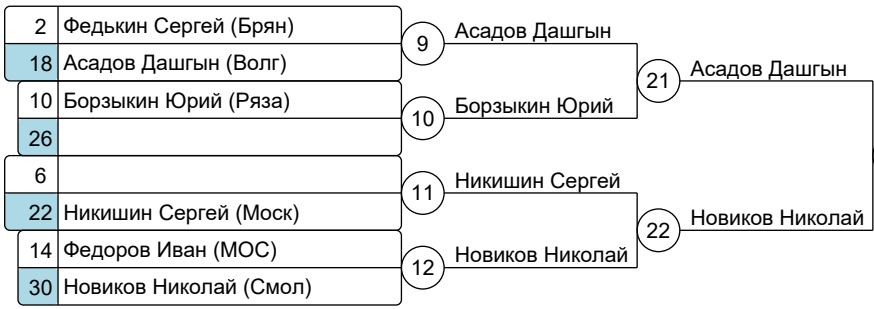 2 Федькин Сергей (Брян)
18 Асадов Дашгын (Волг)
10 Борзыкин Юрий (Ряза)
26
6
22 Никишин Сергей (Моск)
14 Федоров Иван (МОС)
30 Новиков Николай (Смол)
9 Асадов Дашгын
10 Борзыкин Юрий
11 Никишин Сергей
12 Новиков Николай
21 Асадов Дашгын
22 Новиков Николай